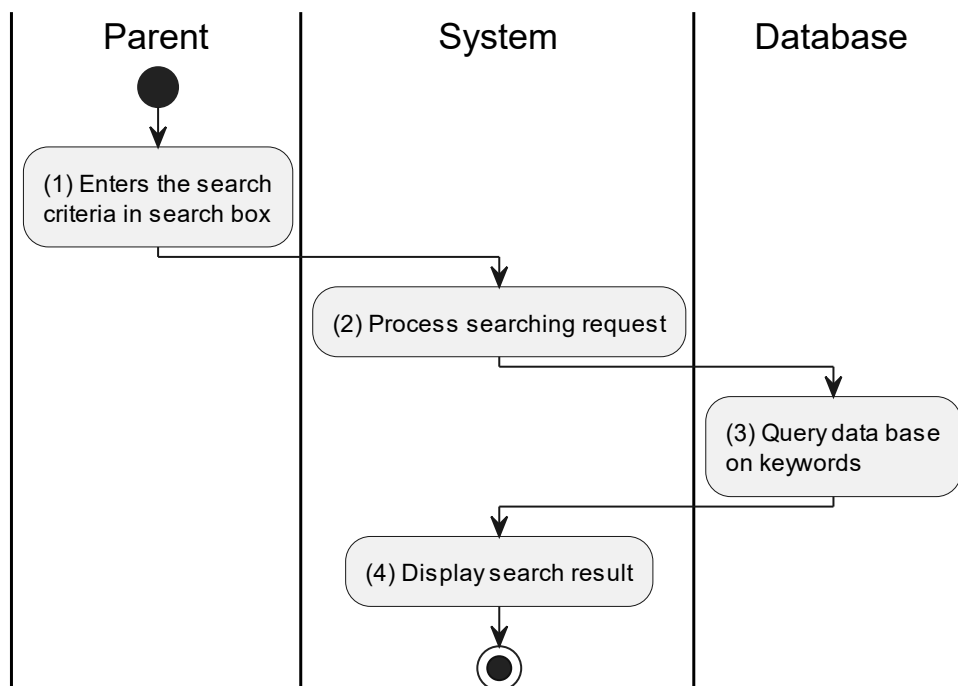 Parent
System
Database
(1) Enters the search
criteria in search box
(2) Process searching request
(3) Query data base
on keywords
(4) Display search result